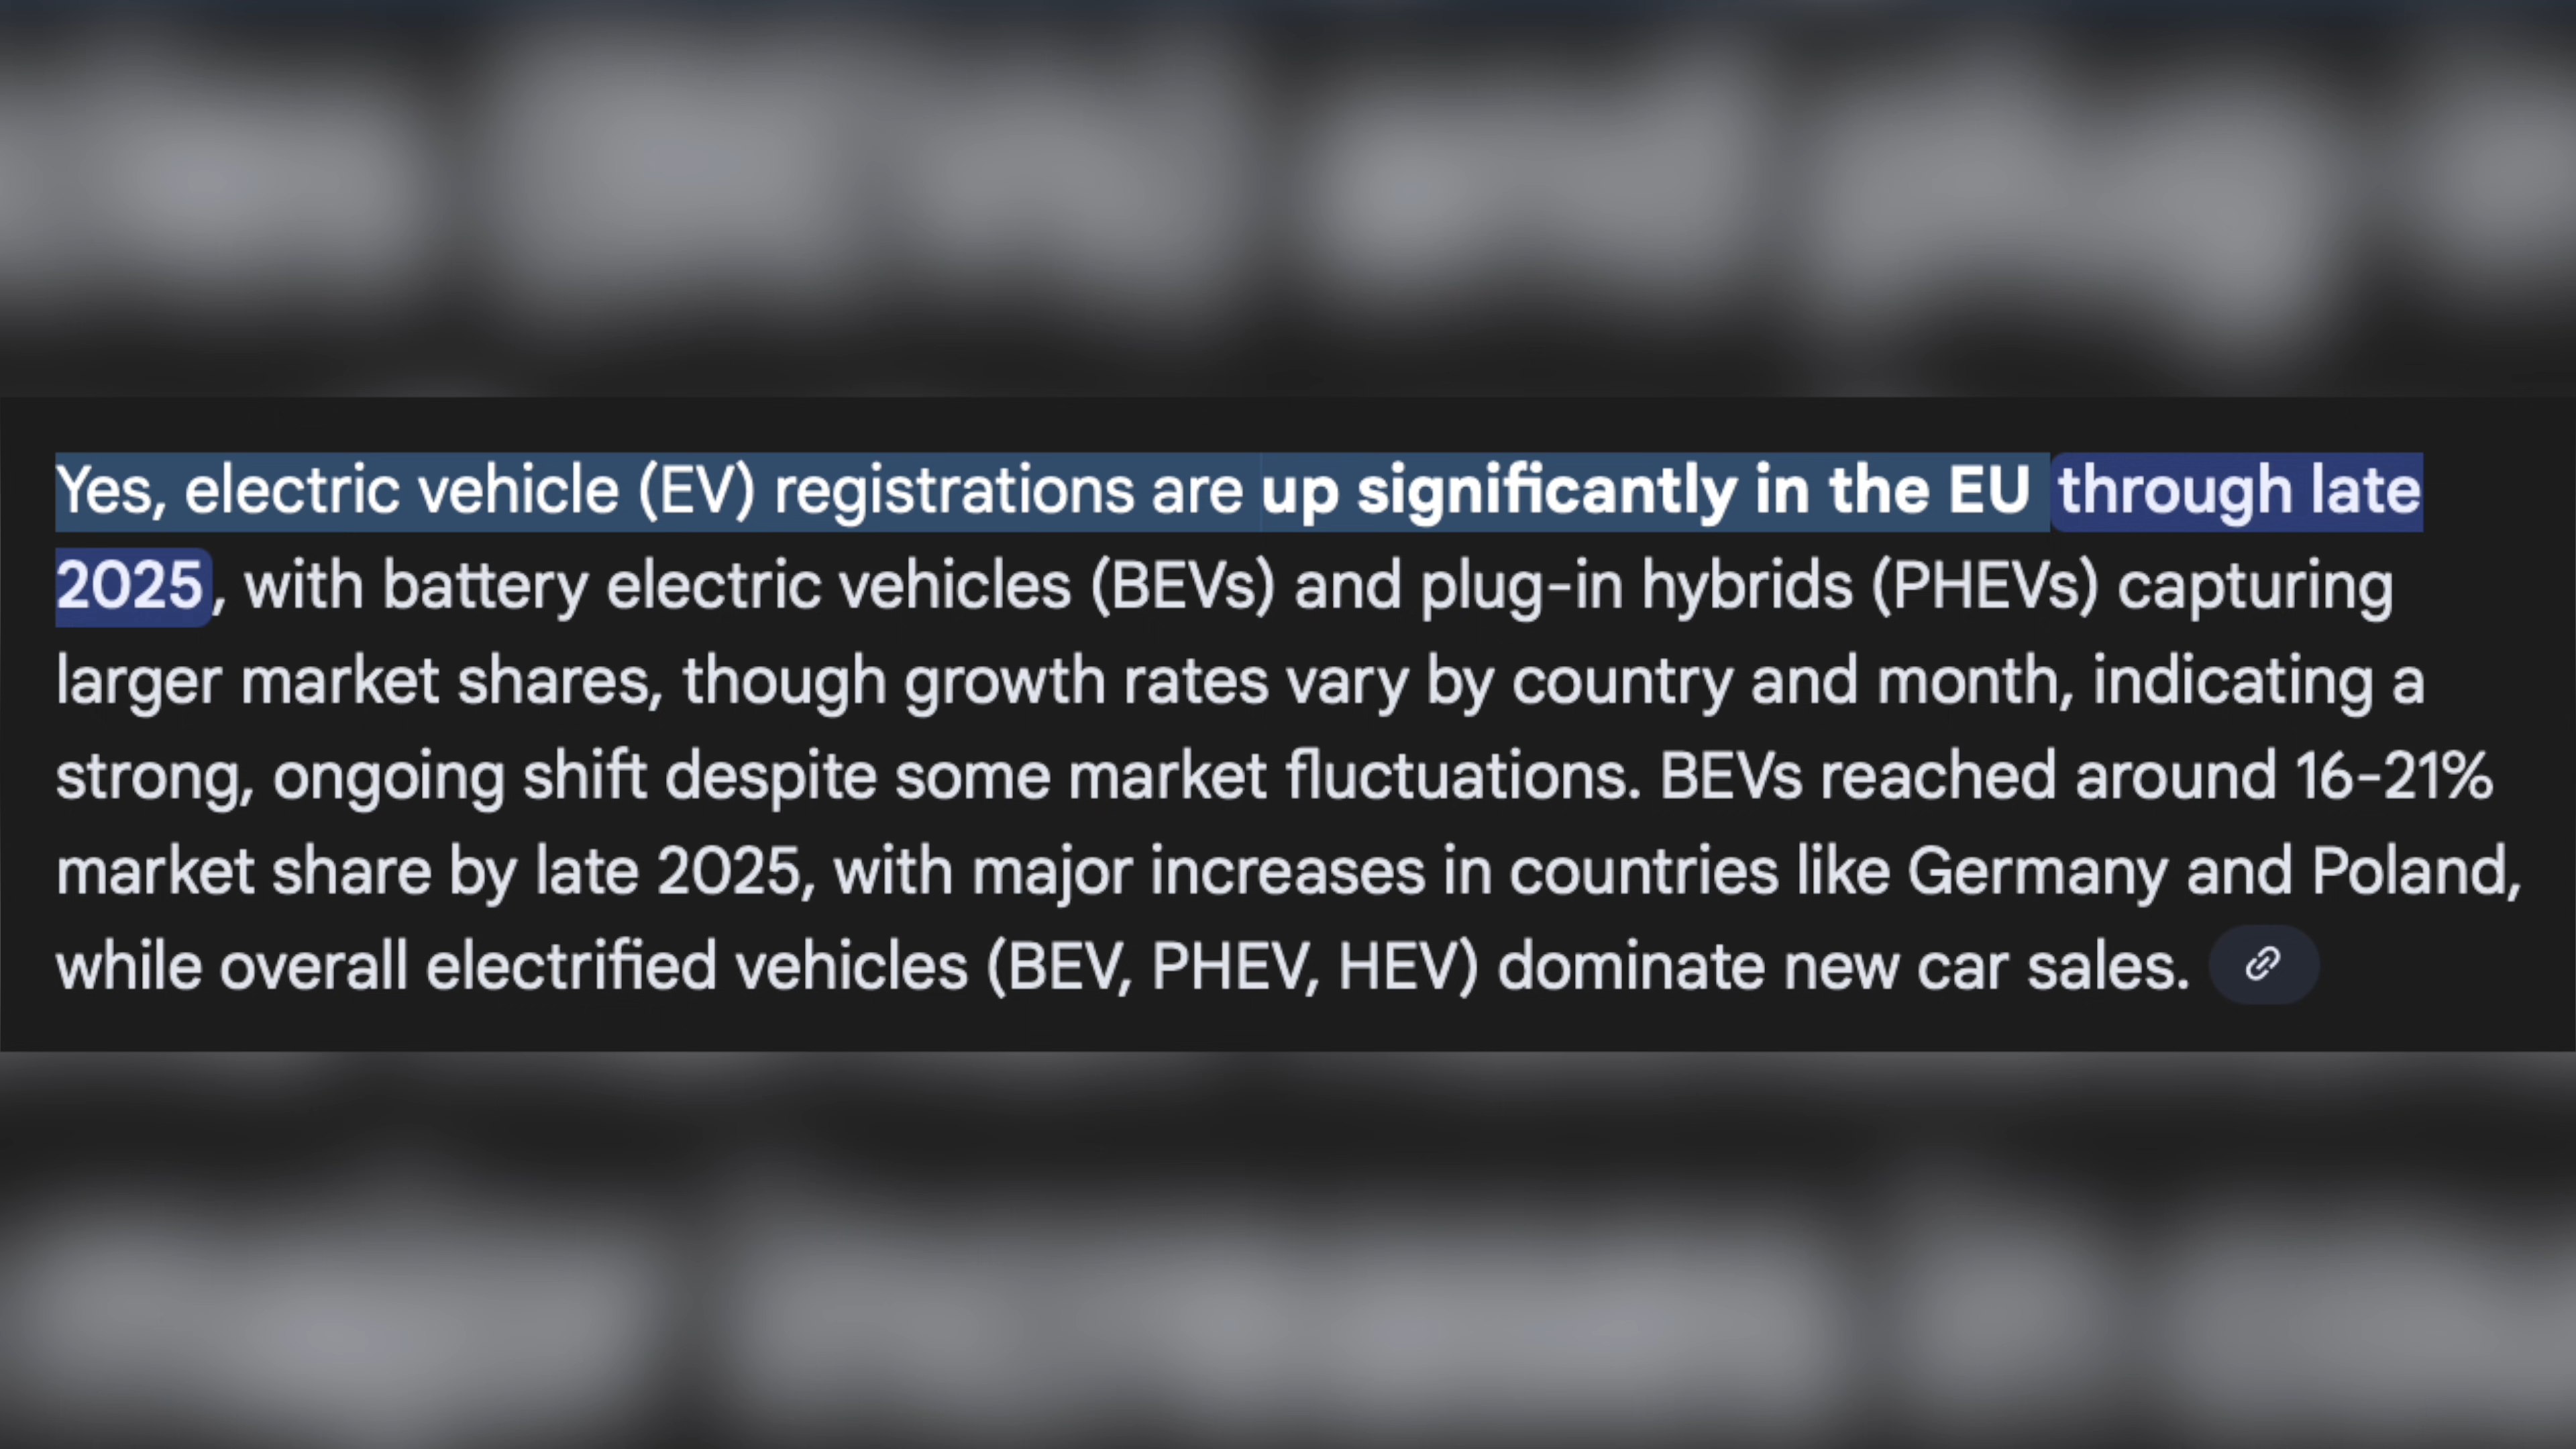 Yes, electric vehicle (EV) registrations are up significantly in the EU through late
2025, with battery electric vehicles (BEVs) and plug-in hybrids (PHEVs) capturing
larger market shares, though growth rates vary by country and month, indicating a
strong, ongoing shift despite some market fluctuations. BEVs reached around 16-21%
market share by late 2025, with major increases in countries like Germany and Poland,
while overall electrified vehicles (BEV, PHEV, HEV) dominate new car sales.